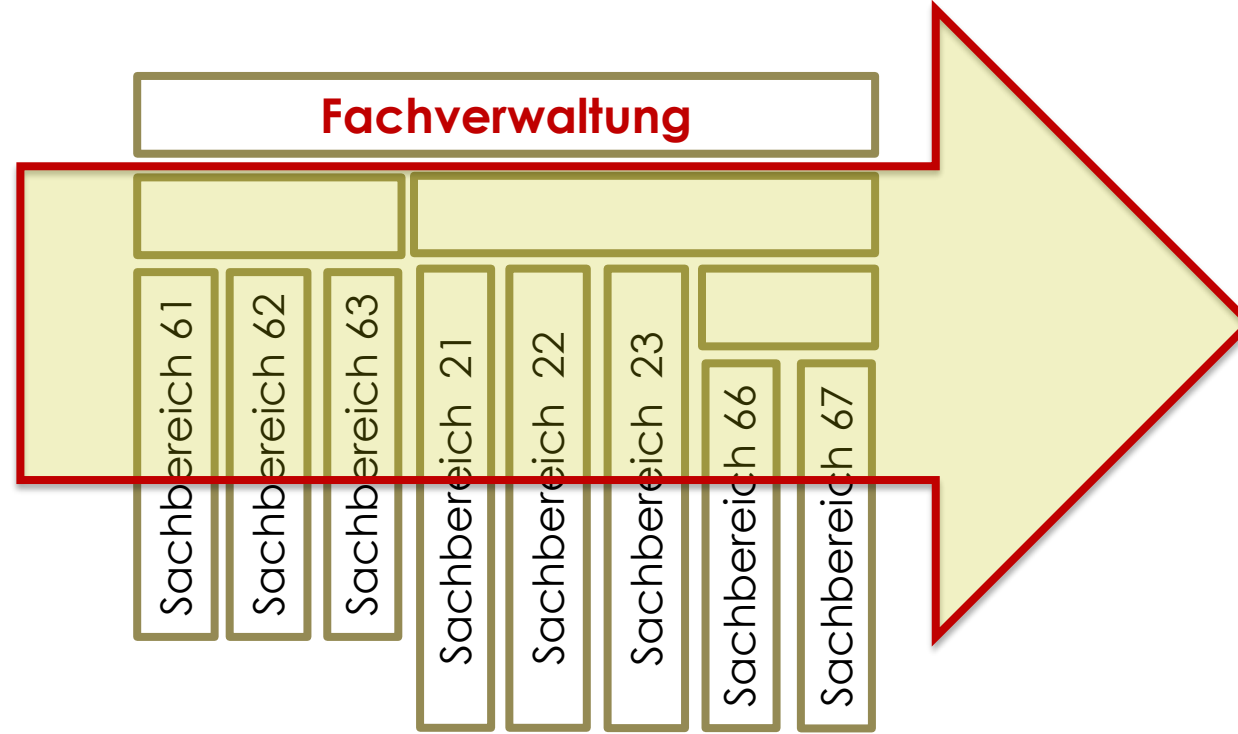 Fachverwaltung
Sachbereich 61
Sachbereich 62
Sachbereich 63
Sachbereich 21
Sachbereich 22
Sachbereich 23
Sachbereich 66
Sachbereich 67